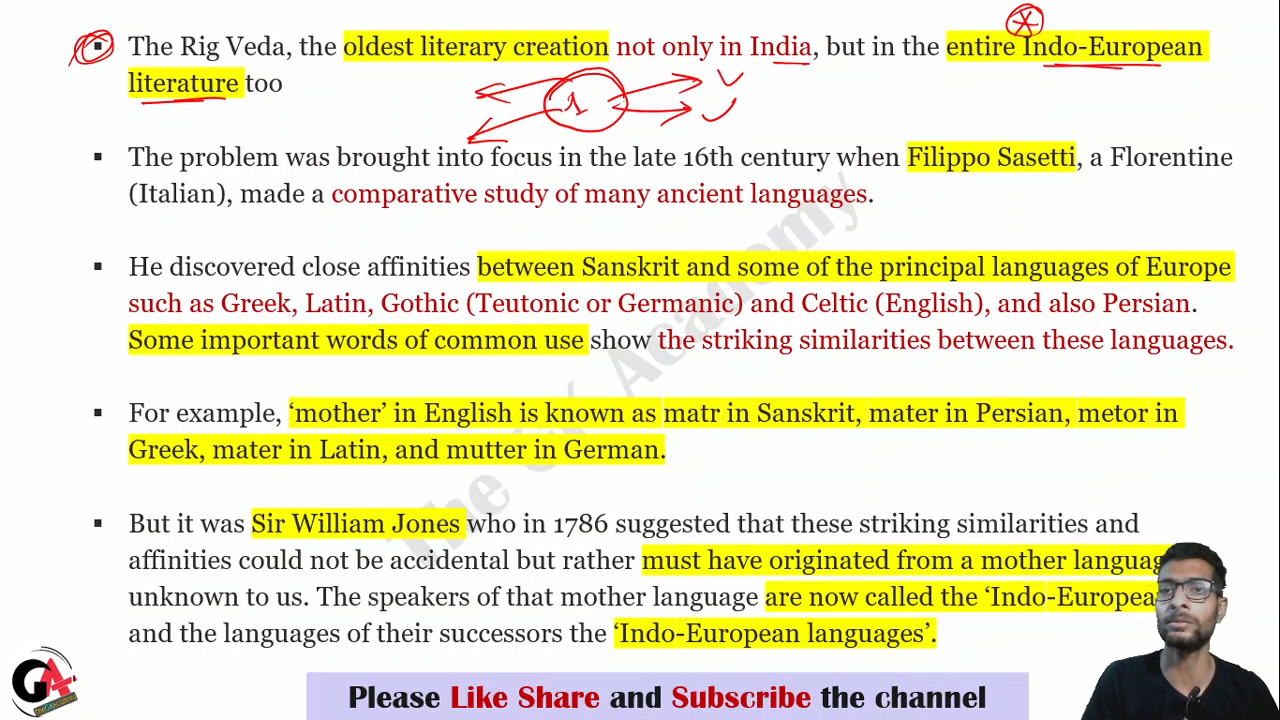 The Rig Veda, the oldest literary creation not only in India, but in the entire Indo-European
literature too
1
The problem was brought into focus in the late 16th century when Filippo Sasetti, a Florentine
(Italian), made a comparative study of many ancient languages.
He discovered close affinities between Sanskrit and some of the principal languages of Europe
such as Greek, Latin, Gothic (Teutonic or Germanic) and Celtic (English), and also Persian.
Some important words of common use show the striking similarities between these languages.
For example, ‘mother’ in English is known as matr in Sanskrit, mater in Persian, metor in
Greek, mater in Latin, and mutter in German.
But it was Sir William Jones who in 1786 suggested that these striking similarities and
affinities could not be accidental but rather must have originated from a mother languag
unknown to us. The speakers of that mother language are now called the ‘Indo-Europea
and the languages of their successors the ‘Indo-European languages’.
The GK Academy
GA
Please Like Share and Subscribe the channel